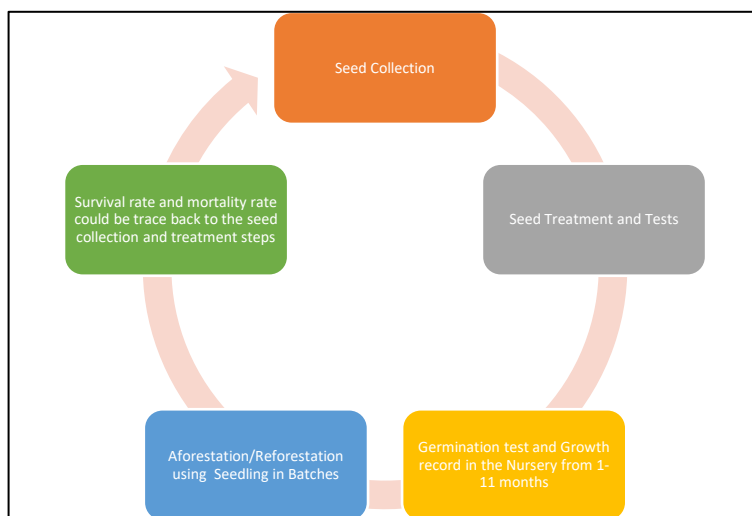 Seed Collection
Seed Treatment and Tests
Germination test and Growth
record in the Nursery from 1-
11 months
Aforestation/Reforestation
using Seedling in Batches
Survival rate and mortality rate
could be trace back to the seed
collection and treatment steps